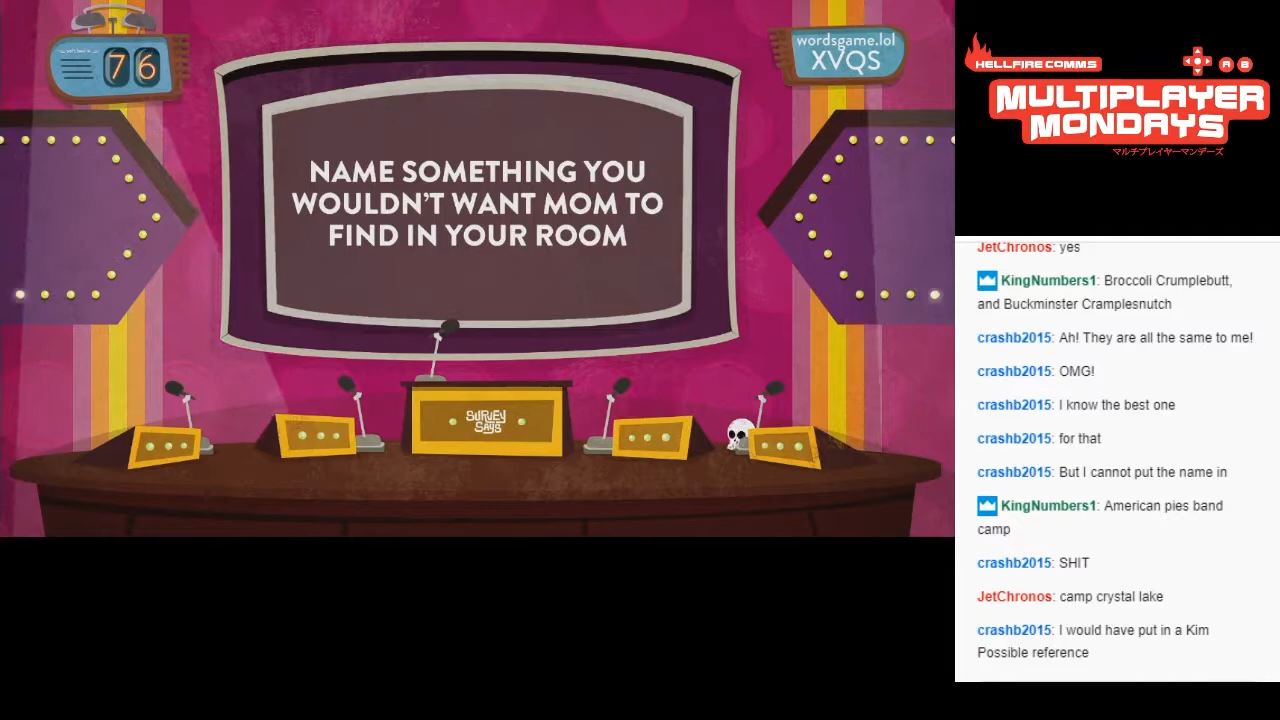 76
wordsgame.lol
XVQS
NAME SOMETHING YOU
WOULDN'T WANT MOM TO
FIND IN YOUR ROOM
SURVEY
SAYS
HELLFIRE COMMS
A B
MULTIPLAYER
MONDAYS
マルチプレイヤーマンデーズ
JetChronos: yes
KingNumbers1: Broccoli Crumplebutt,
and Buckminster Cramplesnutch
crashb2015: Ah! They are all the same to me!
crashb2015: OMG!
crashb2015: I know the best one
crashb2015: for that
crashb2015: But I cannot put the name in
KingNumbers1: American pies band
camp
crashb2015: SHIT
JetChronos: camp crystal lake
crashb2015: I would have put in a Kim
Possible reference